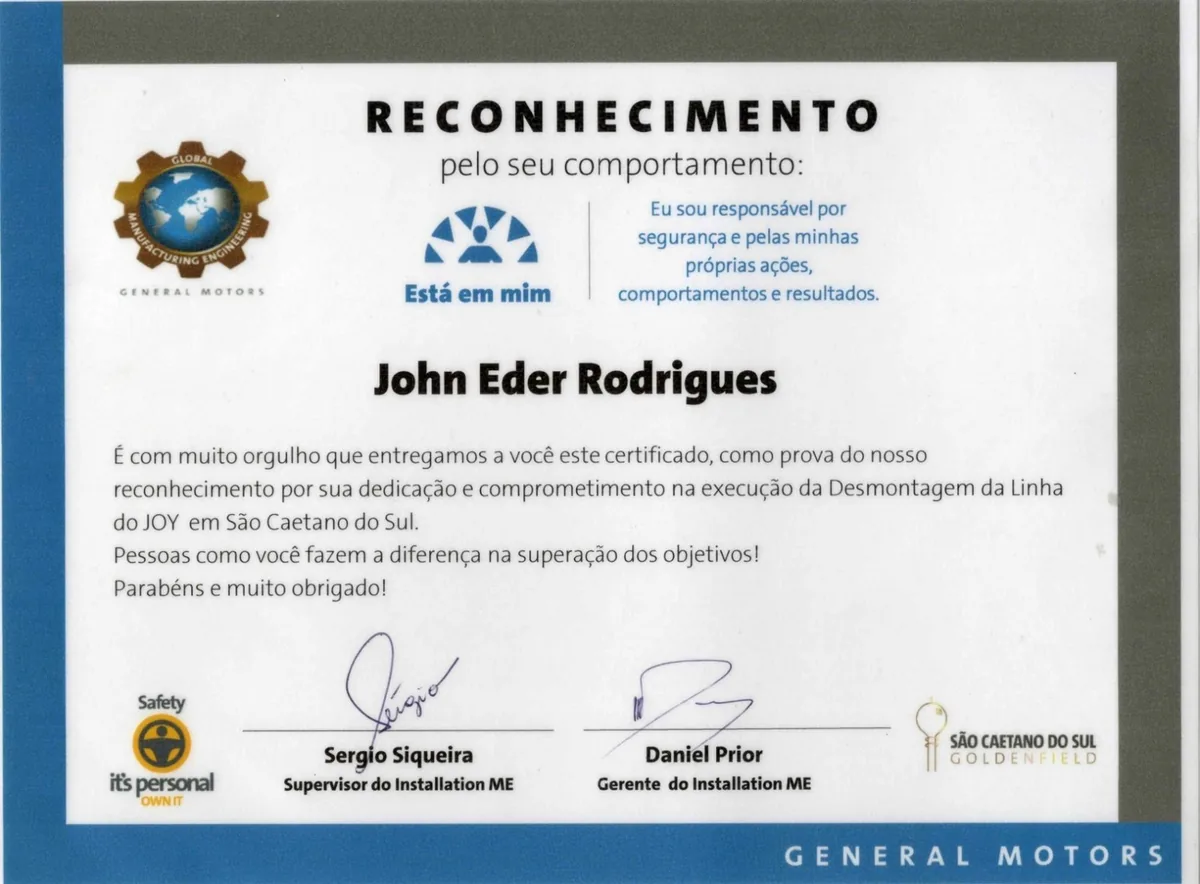 RECONHECIMENTO
pelo seu comportamento:
GLOBAL
MANUFACTURING ENGINEERING
GENERAL MOTORS
Está em mim
Eu sou responsável por
segurança e pelas minhas
próprias ações,
comportamentos e resultados.
John Eder Rodrigues
É com muito orgulho que entregamos a você este certificado, como prova do nosso
reconhecimento por sua dedicação e comprometimento na execução da Desmontagem da Linha
do JOY em São Caetano do Sul.
Pessoas como você fazem a diferença na superação dos objetivos!
Parabéns e muito obrigado!
Safety
it's personal
OWN IT
Sérgio
Sergio Siqueira
Supervisor do Installation ME
Daniel Prior
Gerente do Installation ME
SÃO CAETANO DO SUL
GOLDENFIELD
GENERAL MOTORS